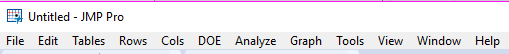 Untitled - JMP Pro
File Edit Tables Rows Cols DOE Analyze Graph Tools View Window Help